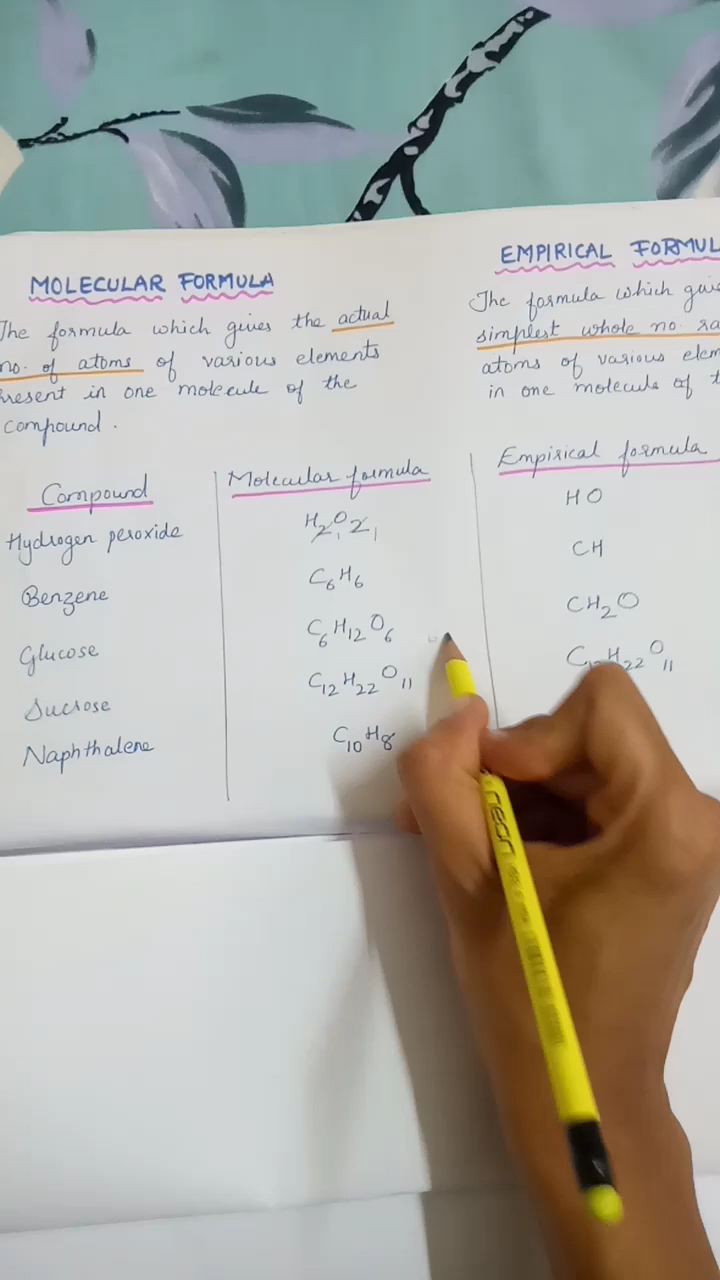 MOLECULAR FORMULA
The formula which gives the actual
no. of atoms of various elements
present in one molecule of the
compound.
EMPIRICAL FORMUL
The formula which give
simplest whole no. ra
atoms of various elem
in one molecule of t
Compound
Hydrogen peroxide
Benzene
Glucose
Sucrose
Naphthalene
Molecular formula
H₂₁O₂₁
C₆H₆
C₆H₁₂O₆
C₁₂H₂₂O₁₁
C₁₀H₈
Empirical formula
HO
CH
CH₂O
C₁₂H₂₂O₁₁
neon